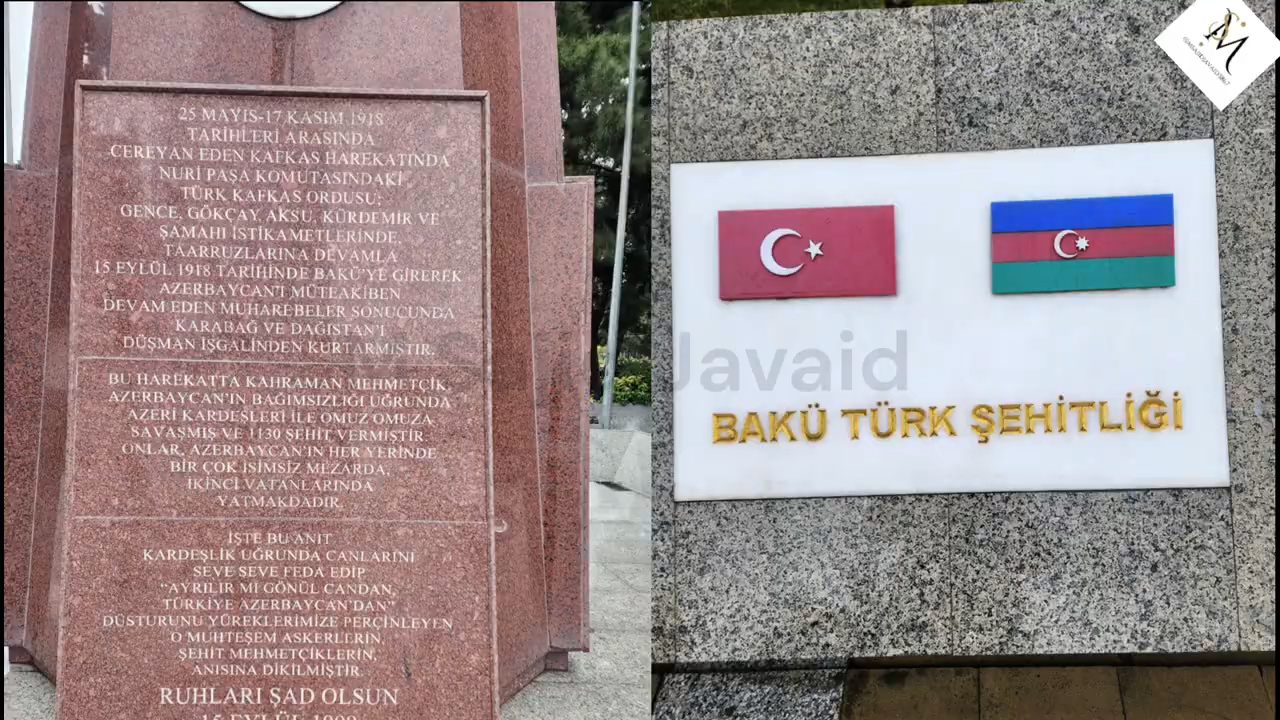 25 MAYIS-17 KASIM 1918
TARİHLERİ ARASINDA
CEREYAN EDEN KAFKAS HAREKATINDA
NURİ PAŞA KOMUTASINDAKİ
TÜRK KAFKAS ORDUSU;
GENCE, GÖKÇAY, AKSU, KÜRDEMİR VE
ŞAMAHI İSTİKAMETLERİNDE,
TAARRUZLARINA DEVAMLA
15 EYLÜL 1918 TARİHİNDE BAKÜ'YE GİREREK
AZERBAYCAN'I MÜTEAKİBEN
DEVAM EDEN MUHAREBELER SONUCUNDA
KARABAĞ VE DAĞISTAN'I
DÜŞMAN İŞGALİNDEN KURTARMIŞTIR.
BU HAREKATTA KAHRAMAN MEHMETÇİK,
AZERBAYCAN'IN BAĞIMSIZLIĞI UĞRUNDA
AZERİ KARDEŞLERİ İLE OMUZ OMUZA
SAVAŞMIŞ VE 1130 ŞEHİT VERMİŞTİR.
ONLAR, AZERBAYCAN'IN HER YERİNDE
BİR ÇOK İSİMSİZ MEZARDA,
İKİNCİ VATANLARINDA
YATMAKDADIR.
İŞTE BU ANIT
KARDEŞLİK UĞRUNDA CANLARINI
SEVE SEVE FEDA EDİP
"AYRILIR MI GÖNÜL CANDAN,
TÜRKİYE AZERBAYCAN'DAN"
DÜSTURUNU YÜREKLERİMİZE PERÇİNLEYEN
O MUHTEŞEM ASKERLERİN,
ŞEHİT MEHMETÇİKLERİN,
ANISINA DİKİLMİŞTİR.
RUHLARI ŞAD OLSUN
15 EYLÜL
BAKÜ TÜRK ŞEHİTLİĞİ
Javaid